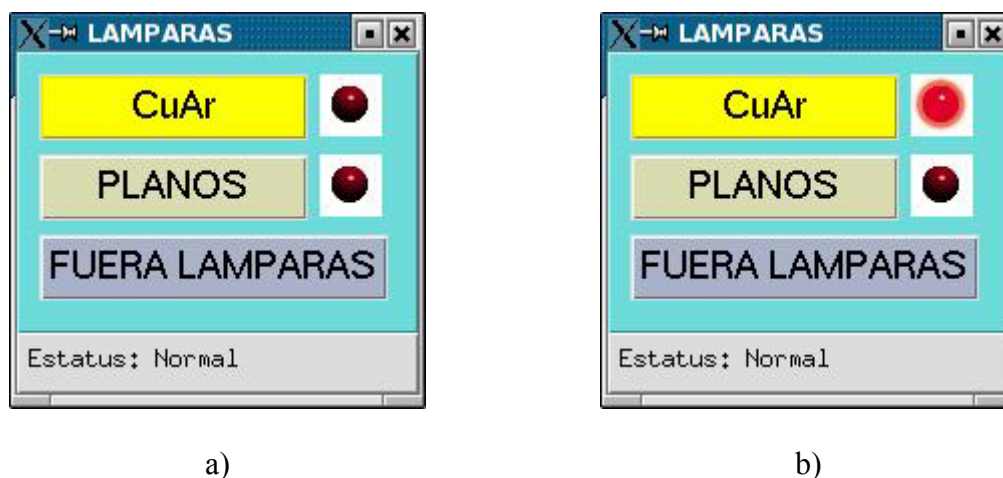 LAMPARAS
CuAr
PLANOS
FUERA LAMPARAS
Estatus: Normal
a)
LAMPARAS
CuAr
PLANOS
FUERA LAMPARAS
Estatus: Normal
b)